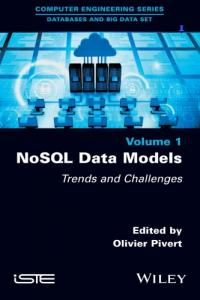 COMPUTER ENGINEERING SERIES
DATABASES AND BIG DATA SET
1
Volume 1
NoSQL Data Models
Trends and Challenges
Edited by
Olivier Pivert
iSTE
WILEY